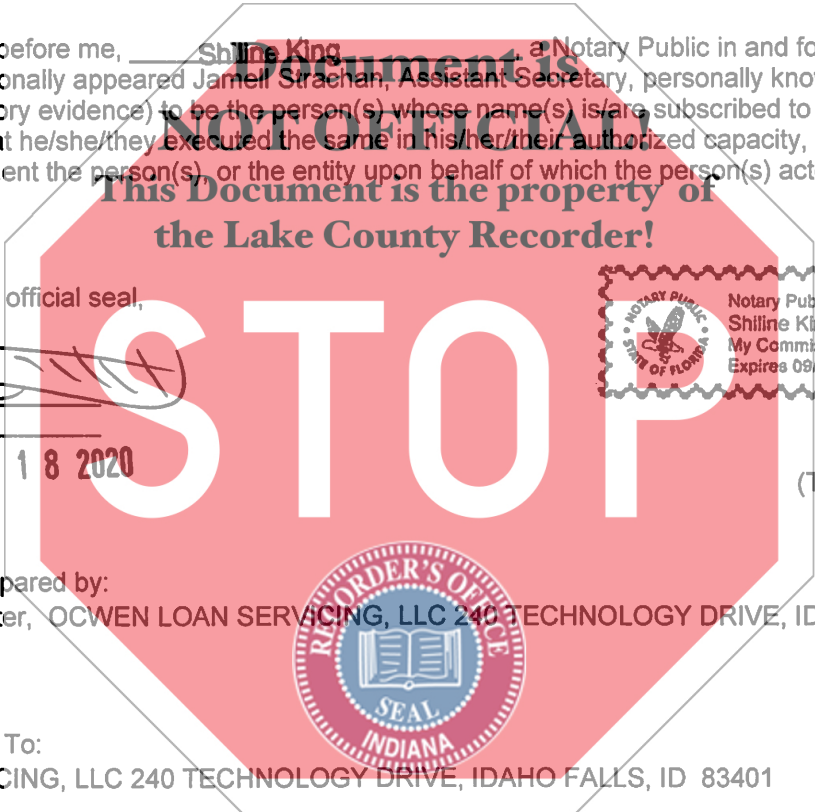 before me, Shiline King, a Notary Public in and fo
onally appeared Jamell Strachan, Assistant Secretary, personally kno
ory evidence) to be the person(s) whose name(s) is/are subscribed to
t he/she/they executed the same in his/her/their authorized capacity,
ent the person(s), or the entity upon behalf of which the person(s) act
Document is
NOT OFFICIAL!
This Document is the property of
the Lake County Recorder!
official seal,
NOTARY PUBLIC
STATE OF FLORIDA
Notary Pub
Shiline Ki
My Commis
Expires 09/
STOP
1 8 2020
(T
pared by:
er, OCWEN LOAN SERVICING, LLC 240 TECHNOLOGY DRIVE, ID
RECORDER'S OFFICE
SEAL
INDIANA
To:
CING, LLC 240 TECHNOLOGY DRIVE, IDAHO FALLS, ID 83401